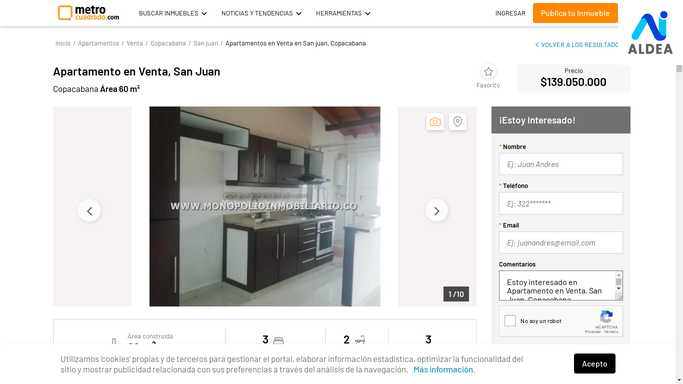 metro
cuadrado.com
BUSCAR INMUEBLES
NOTICIAS Y TENDENCIAS
HERRAMIENTAS
INGRESAR
Publica tu Inmueble
Inicio / Apartamentos / Venta / Copacabana / San juan / Apartamentos en Venta en San juan, Copacabana
VOLVER A LOS RESULTADO
ALDEA
Apartamento en Venta, San Juan
Copacabana Área 60 m²
Favorito
Precio
$139.050.000
WWW.MONOPOLIOINMOBILIARIO.CO
1 /10
¡Estoy Interesado!
* Nombre
Ej: Juan Andres
* Teléfono
Ej: 322*******
* Email
Ej: juanandres@email.com
Comentarios
Estoy interesado en
Apartamento en Venta, San
Juan, Copacabana
No soy un robot
reCAPTCHA
Privacidad - Términos
Área construida
3
2
3
Utilizamos 'cookies' propias y de terceros para gestionar el portal, elaborar información estadística, optimizar la funcionalidad del
sitio y mostrar publicidad relacionada con sus preferencias a través del análisis de la navegación. Más información.
Acepto